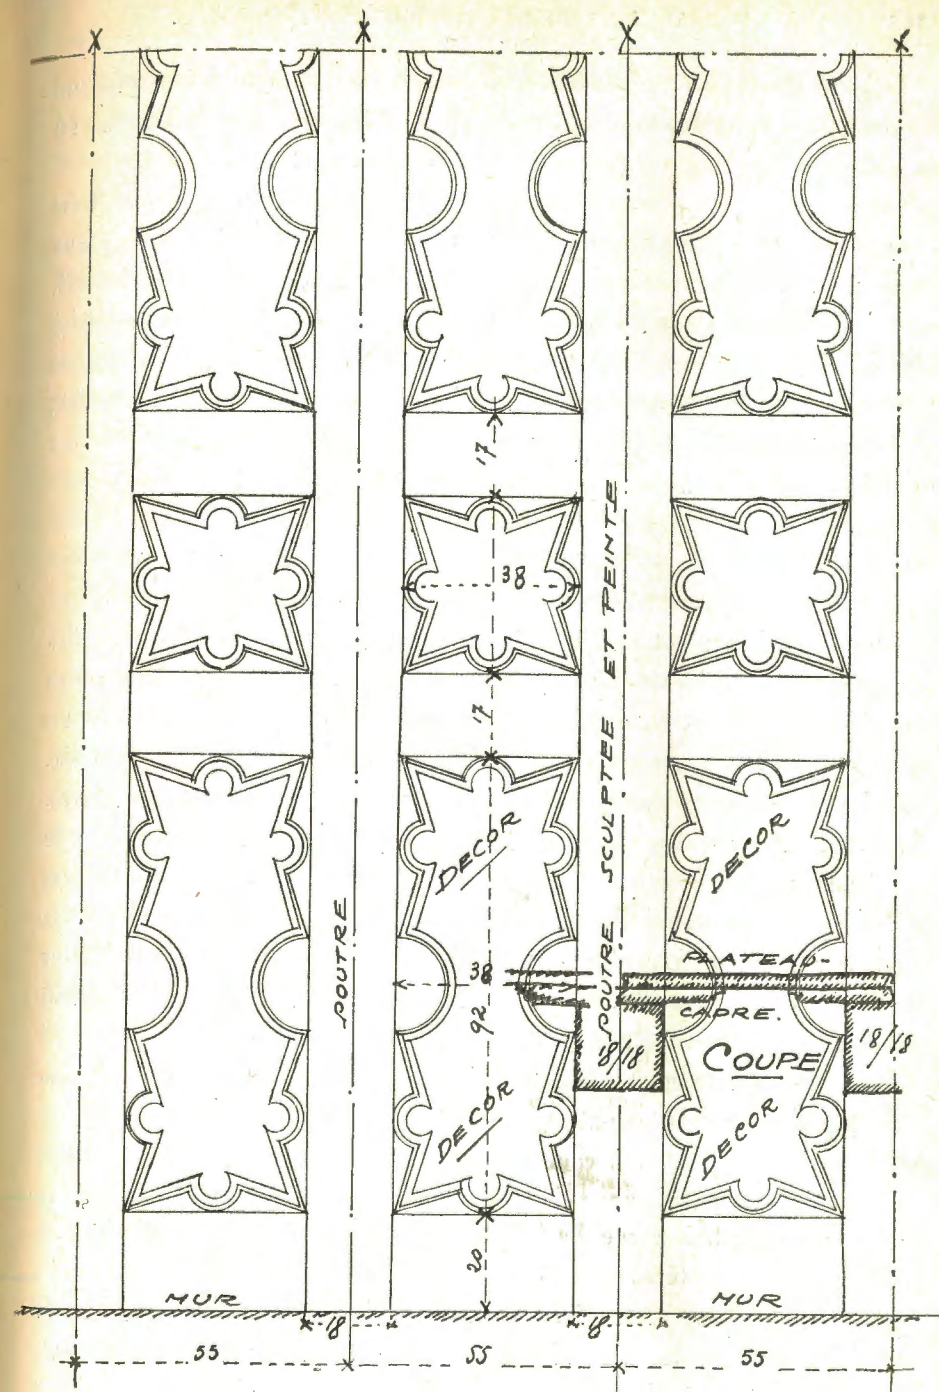 17
38
POUTRE SCULPTEE ET PEINTE
17
DECOR
DECOR
POUTRE
38
92
PLATEAU-
CADRE.
18/18
COUPE
18/18
DECOR
DECOR
20
MUR
MUR
18
18
55
55
55